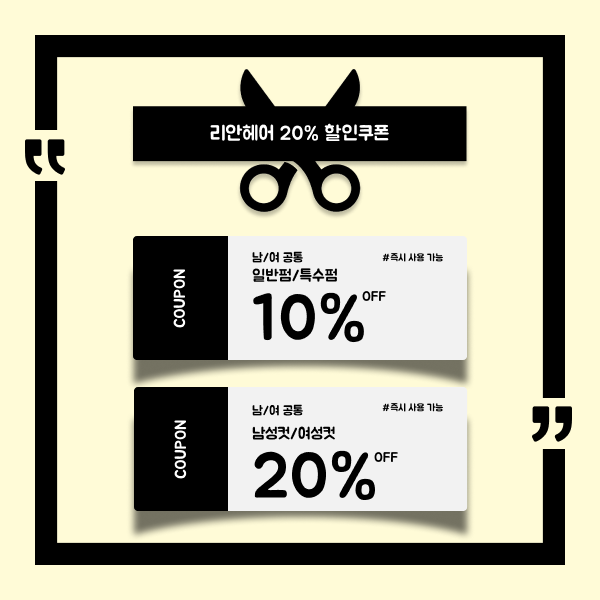 리안헤어 20% 할인쿠폰
COUPON
남/여 공통
#즉시 사용 가능
일반펌/특수펌
10% OFF
COUPON
남/여 공통
#즉시 사용 가능
남성컷/여성컷
20% OFF